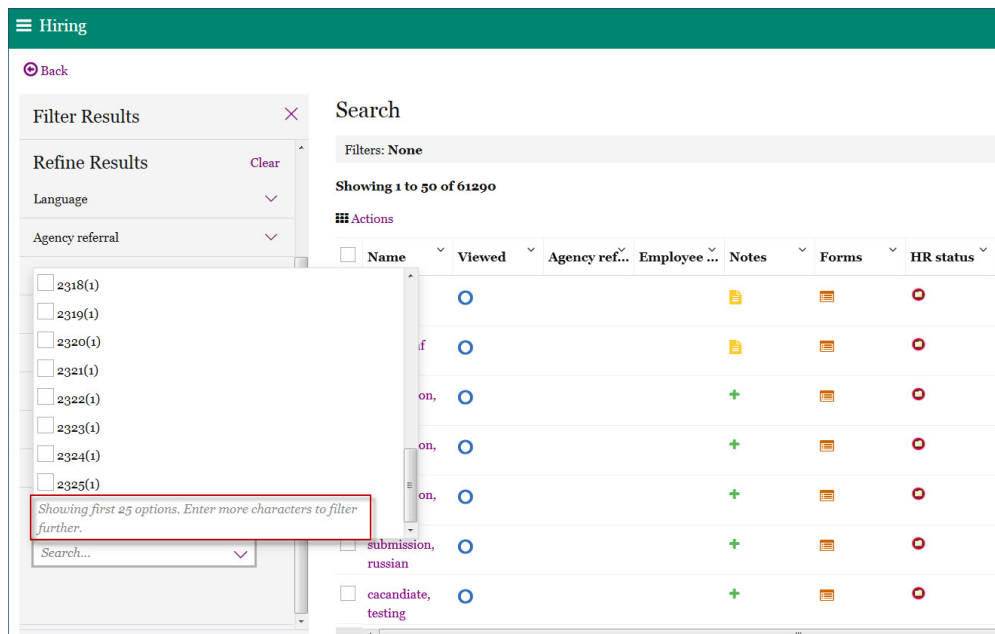 Hiring
Back
Filter Results
Refine Results
Clear
Language
Agency referral
2318(1)
2319(1)
2320(1)
2321(1)
2322(1)
2323(1)
2324(1)
2325(1)
Showing first 25 options. Enter more characters to filter
further.
Search...
Search
Filters: None
Showing 1 to 50 of 61290
Actions
Name Viewed Agency ref... Employee ... Notes Forms HR status
on,
on,
on,
submission,
russian
cacandiate,
testing